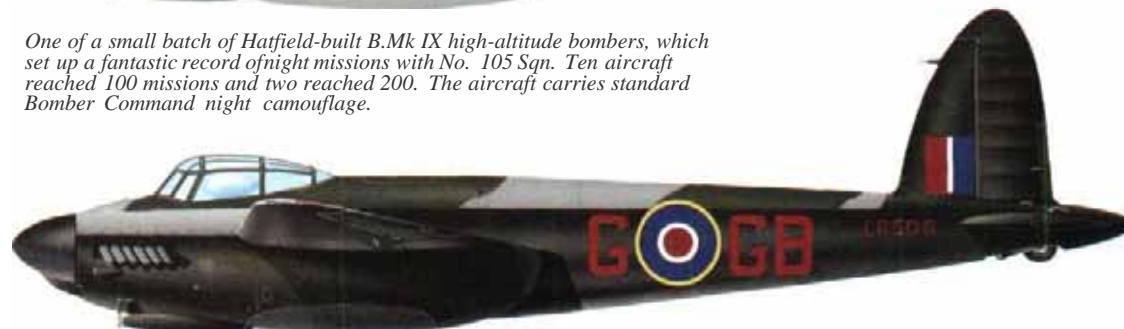 One of a small batch of Hatfield-built B.Mk IX high-altitude bombers, which
set up a fantastic record ofnight missions with No. 105 Sqn. Ten aircraft
reached 100 missions and two reached 200. The aircraft carries standard
Bomber Command night camouflage.
G GB